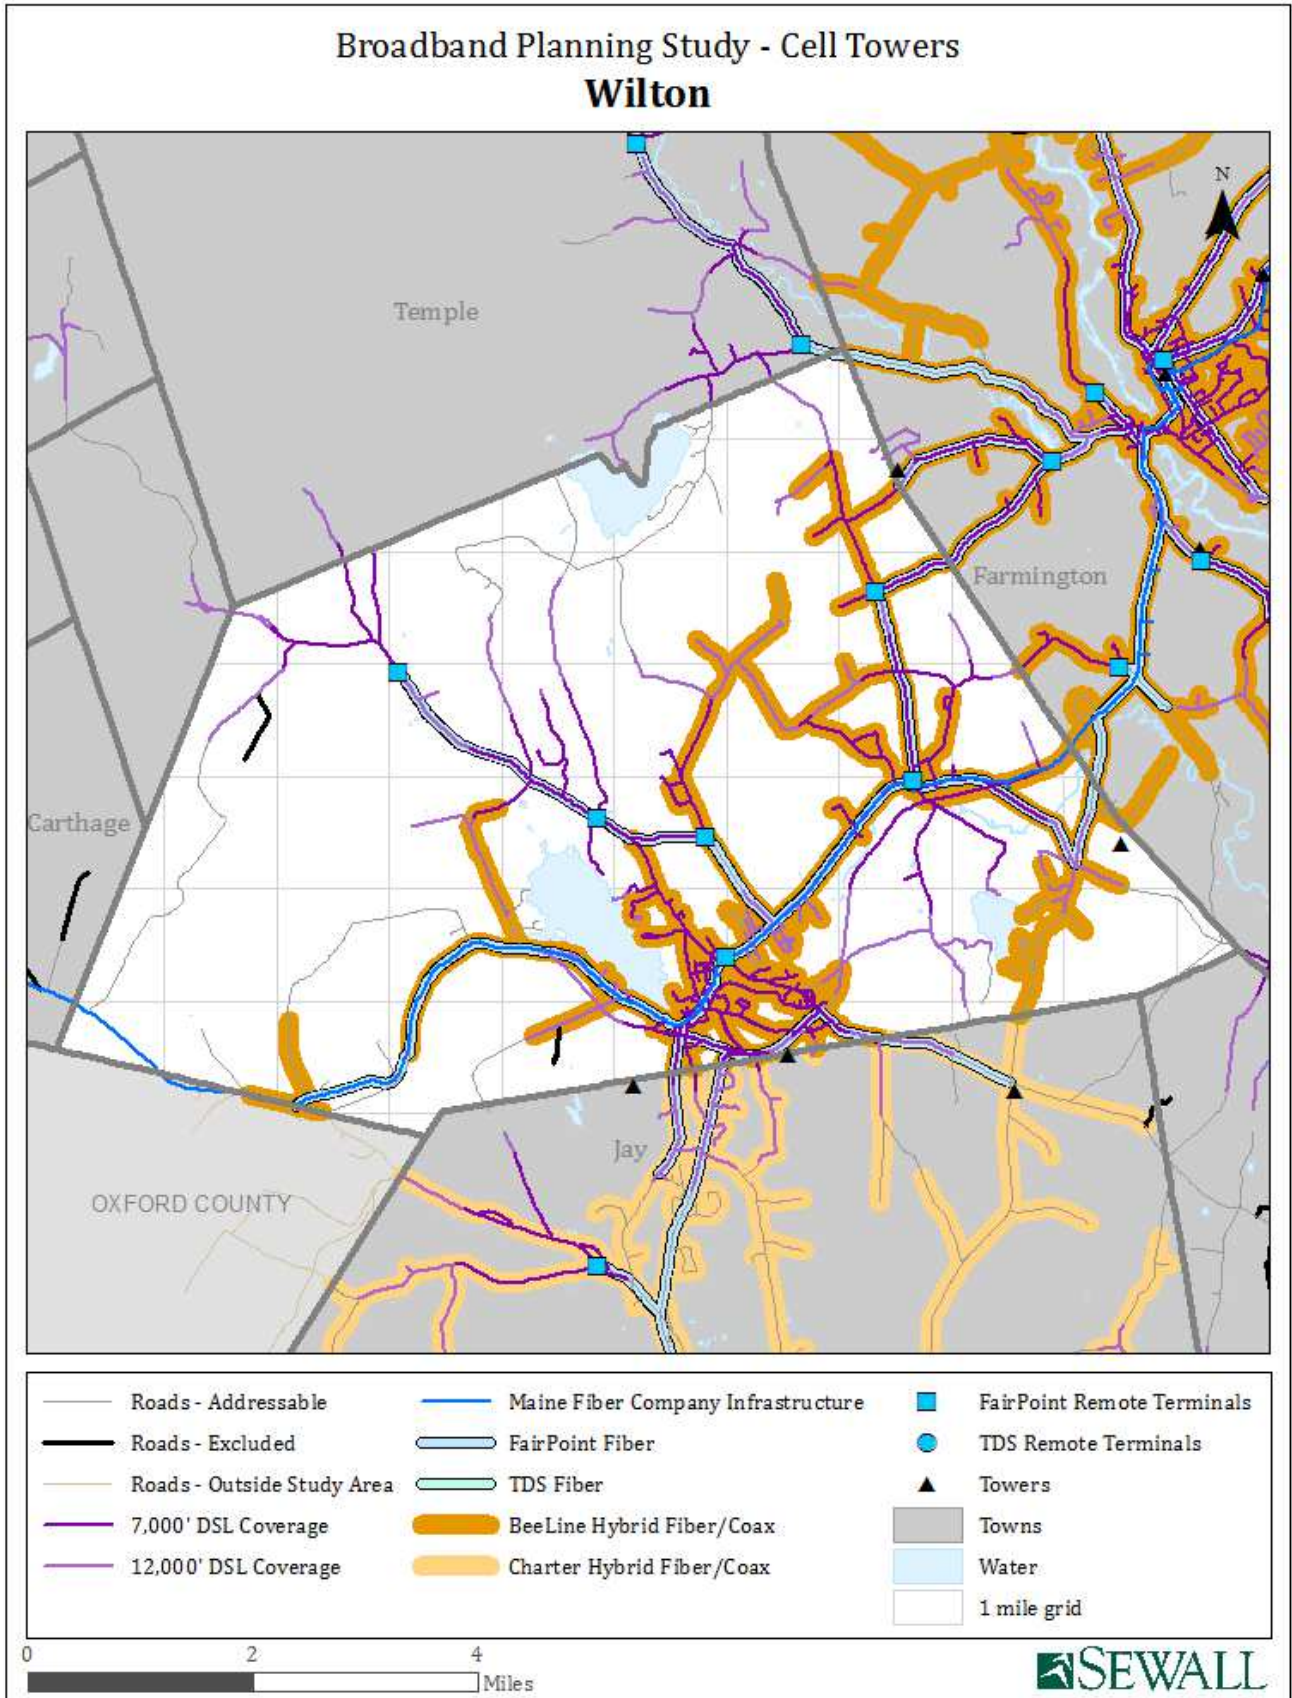 Broadband Planning Study - Cell Towers
Wilton
N
Temple
Farmington
Carthage
Jay
OXFORD COUNTY
Roads - Addressable
Roads - Excluded
Roads - Outside Study Area
7,000' DSL Coverage
12,000' DSL Coverage
Maine Fiber Company Infrastructure
FairPoint Fiber
TDS Fiber
BeeLine Hybrid Fiber/Coax
Charter Hybrid Fiber/Coax
FairPoint Remote Terminals
TDS Remote Terminals
Towers
Towns
Water
1 mile grid
0 2 4
Miles
SEWALL